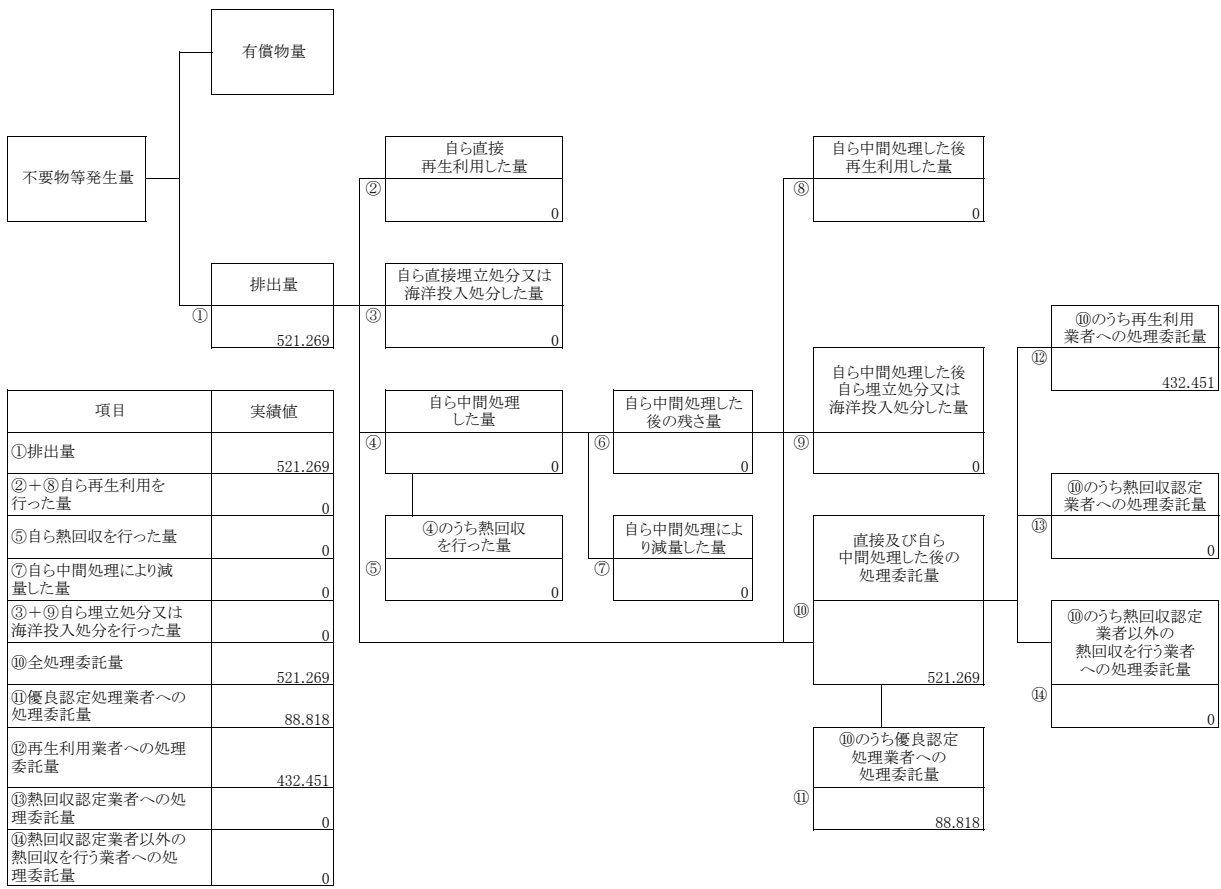 有償物量
不要物等発生量
自ら直接
再生利用した量
②
0
自ら中間処理した後
再生利用した量
⑧
0
排出量
①
521.269
自ら直接埋立処分又は
海洋投入処分した量
③
0
⑩のうち再生利用
業者への処理委託量
⑫
432.451
自ら中間処理した後
自ら埋立処分又は
海洋投入処分した量
⑨
0
自ら中間処理
した量
④
0
自ら中間処理した
後の残さ量
⑥
0
⑩のうち熱回収認定
業者への処理委託量
⑬
0
④のうち熱回収
を行った量
⑤
0
自ら中間処理によ
り減量した量
⑦
0
直接及び自ら
中間処理した後の
処理委託量
⑩
521.269
⑩のうち熱回収認定
業者以外の
熱回収を行う業者
への処理委託量
⑭
0
⑩のうち優良認定
処理業者への
処理委託量
⑪
88.818
項目 実績値
①排出量
521.269
②+⑧自ら再生利用を
行った量
0
⑤自ら熱回収を行った量
0
⑦自ら中間処理により減
量した量
0
③+⑨自ら埋立処分又は
海洋投入処分を行った量
0
⑩全処理委託量
521.269
⑪優良認定処理業者への
処理委託量
88.818
⑫再生利用業者への処理
委託量
432.451
⑬熱回収認定業者への処
理委託量
0
⑭熱回収認定業者以外の
熱回収を行う業者への処
理委託量
0